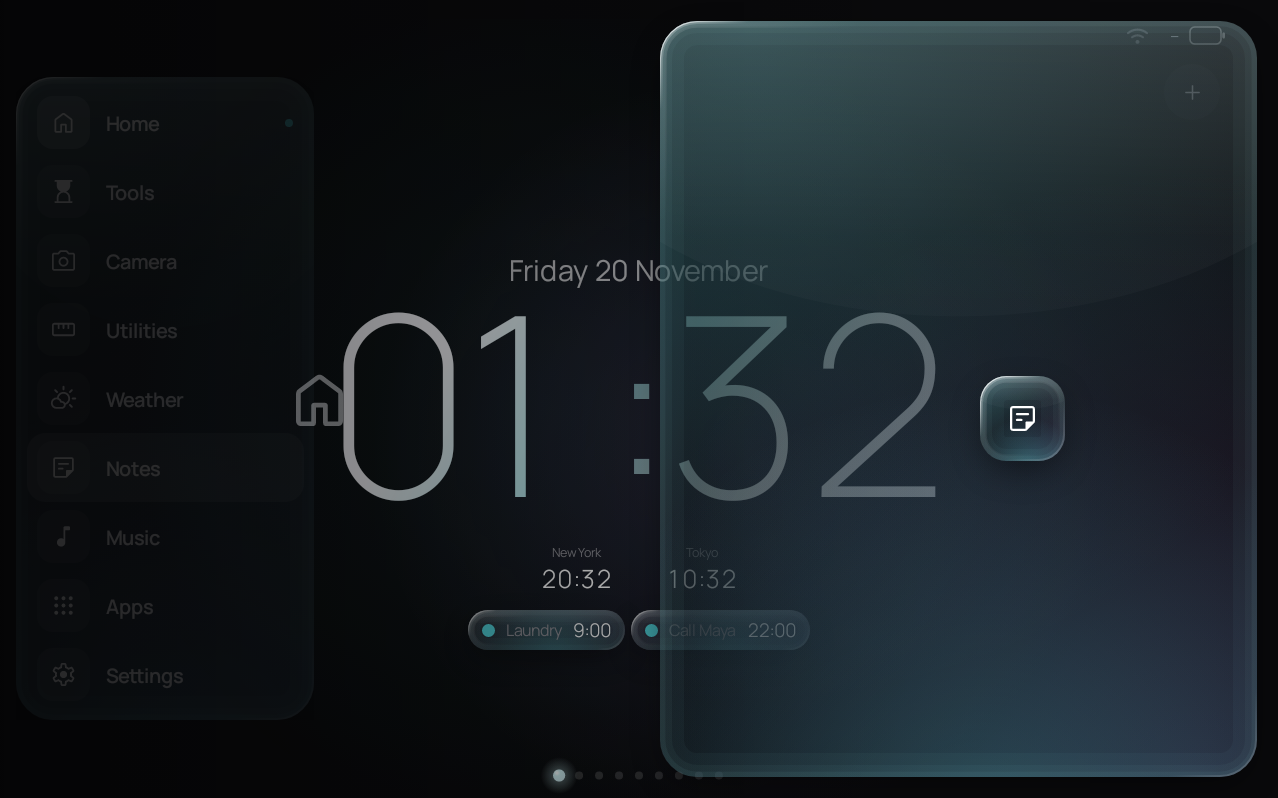 Home
Tools
Camera
Utilities
Weather
Notes
Music
Apps
Settings
Friday 20 November
01:32
New York
20:32
Tokyo
10:32
Laundry 9:00
Call Maya 22:00
-
+